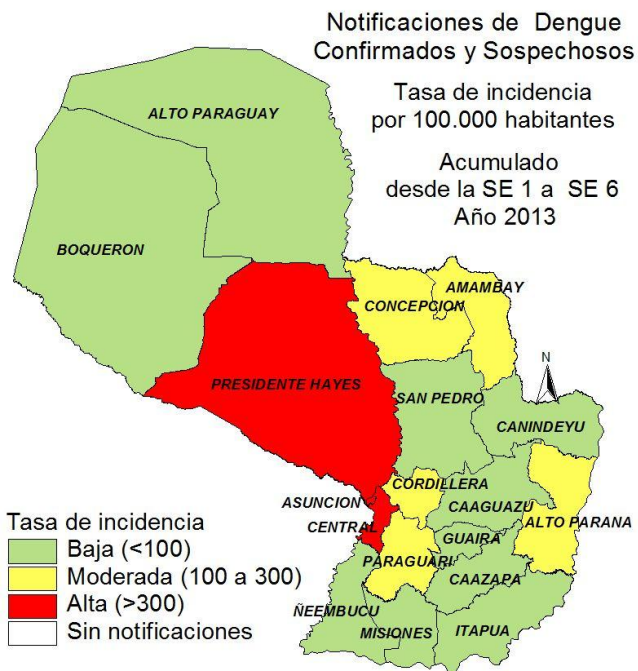 Notificaciones de Dengue
Confirmados y Sospechosos
Tasa de incidencia
por 100.000 habitantes
Acumulado
desde la SE 1 a SE 6
Año 2013
ALTO PARAGUAY
BOQUERON
CONCEPCION
AMAMBAY
N
PRESIDENTE HAYES
SAN PEDRO
CANINDEYU
CORDILLERA
ASUNCION
CAAGUAZU
CENTRAL
ALTO PARANA
GUAIRA
PARAGUARI
CAAZAPA
ÑEEMBUCU
MISIONES
ITAPUA
Tasa de incidencia
Baja (<100)
Moderada (100 a 300)
Alta (>300)
Sin notificaciones